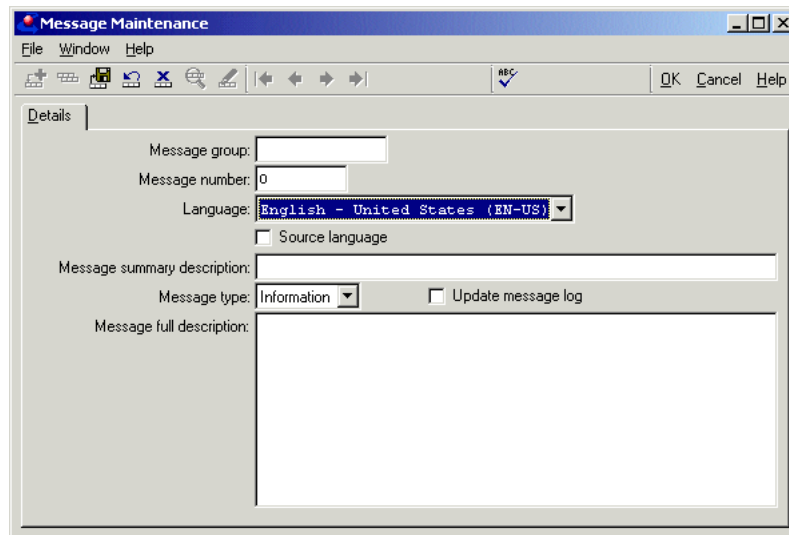 Message Maintenance
File Window Help
ABC OK Cancel Help
Details
Message group:
Message number: 0
Language: English - United States (EN-US)
Source language
Message summary description:
Message type: Information Update message log
Message full description: